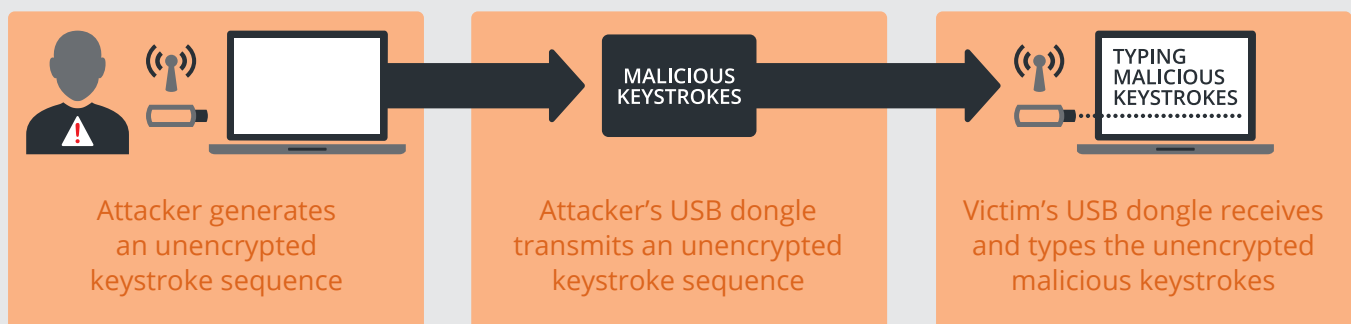 MALICIOUS
KEYSTROKES
TYPING
MALICIOUS
KEYSTROKES
Attacker generates
an unencrypted
keystroke sequence
Attacker’s USB dongle
transmits an unencrypted
keystroke sequence
Victim’s USB dongle receives
and types the unencrypted
malicious keystrokes